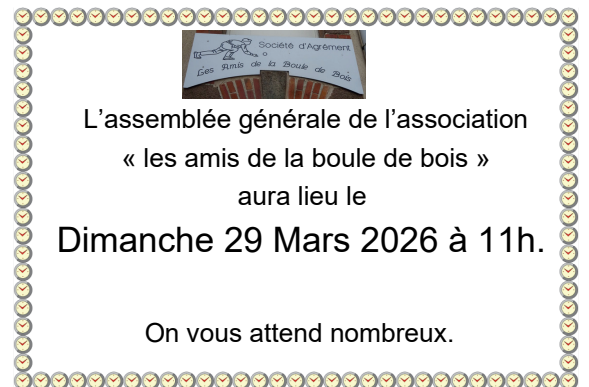 Société d'Agrément
Les Amis de la Boule de Bois
L’assemblée générale de l’association
« les amis de la boule de bois »
aura lieu le
Dimanche 29 Mars 2026 à 11h.
On vous attend nombreux.